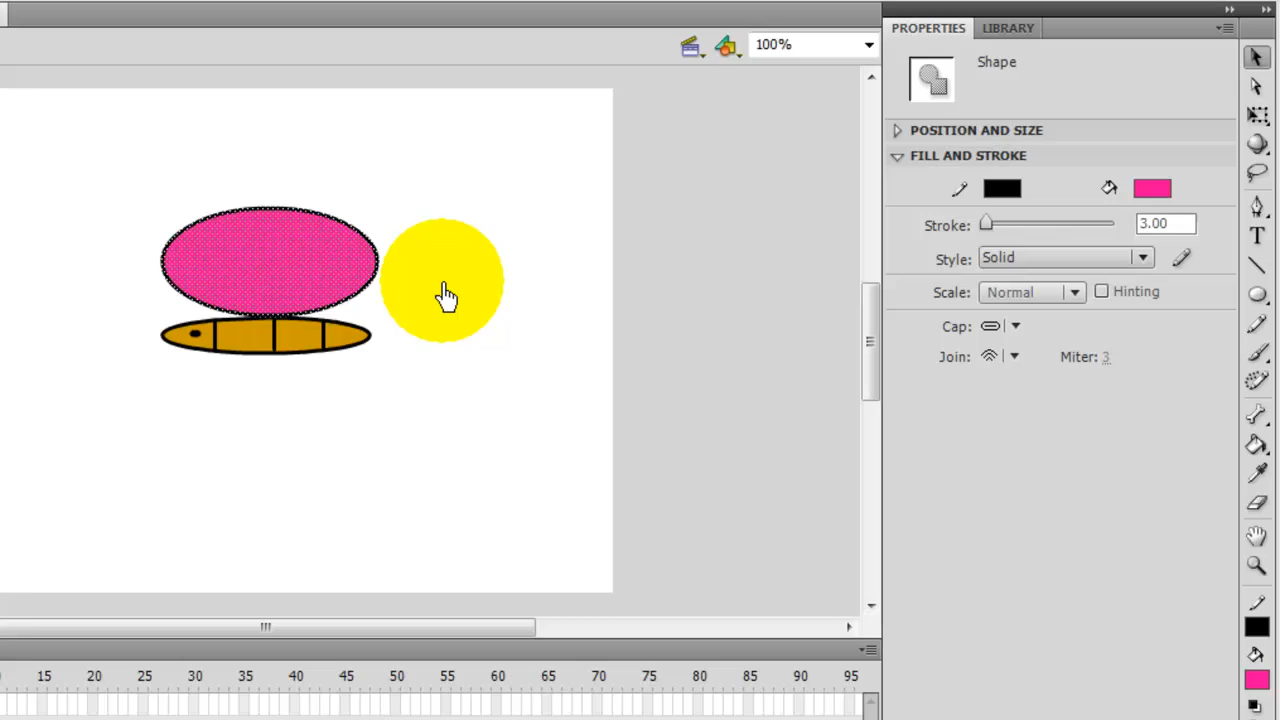 PROPERTIES LIBRARY
100%
Shape
POSITION AND SIZE
FILL AND STROKE
Stroke: 3.00
Style: Solid
Scale: Normal Hinting
Cap:
Join: Miter: 3
15 20 25 30 35 40 45 50 55 60 65 70 75 80 85 90 95